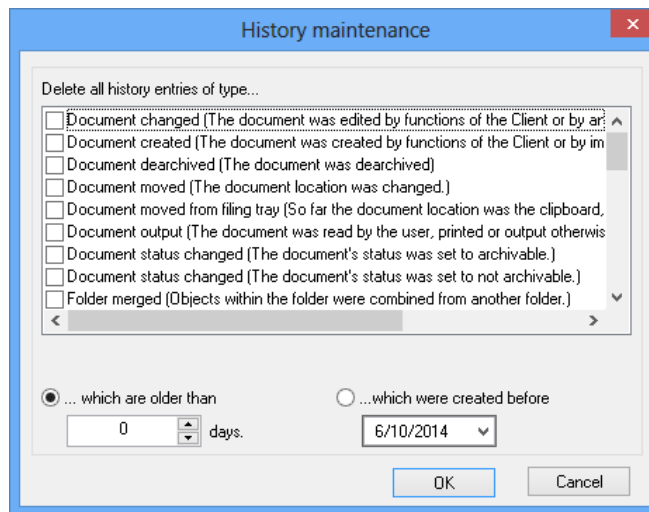 History maintenance
Delete all history entries of type...
Document changed (The document was edited by functions of the Client or by
Document created (The document was created by functions of the Client or by im
Document dearchived (The document was dearchived)
Document moved (The document location was changed.)
Document moved from filing tray (So far the document location was the clipboard,
Document output (The document was read by the user, printed or output otherwis
Document status changed (The document's status was set to archivable.)
Document status changed (The document's status was set to not archivable.)
Folder merged (Objects within the folder were combined from another folder.)
... which are older than
...which were created before
0 days.
6/10/2014
OK
Cancel